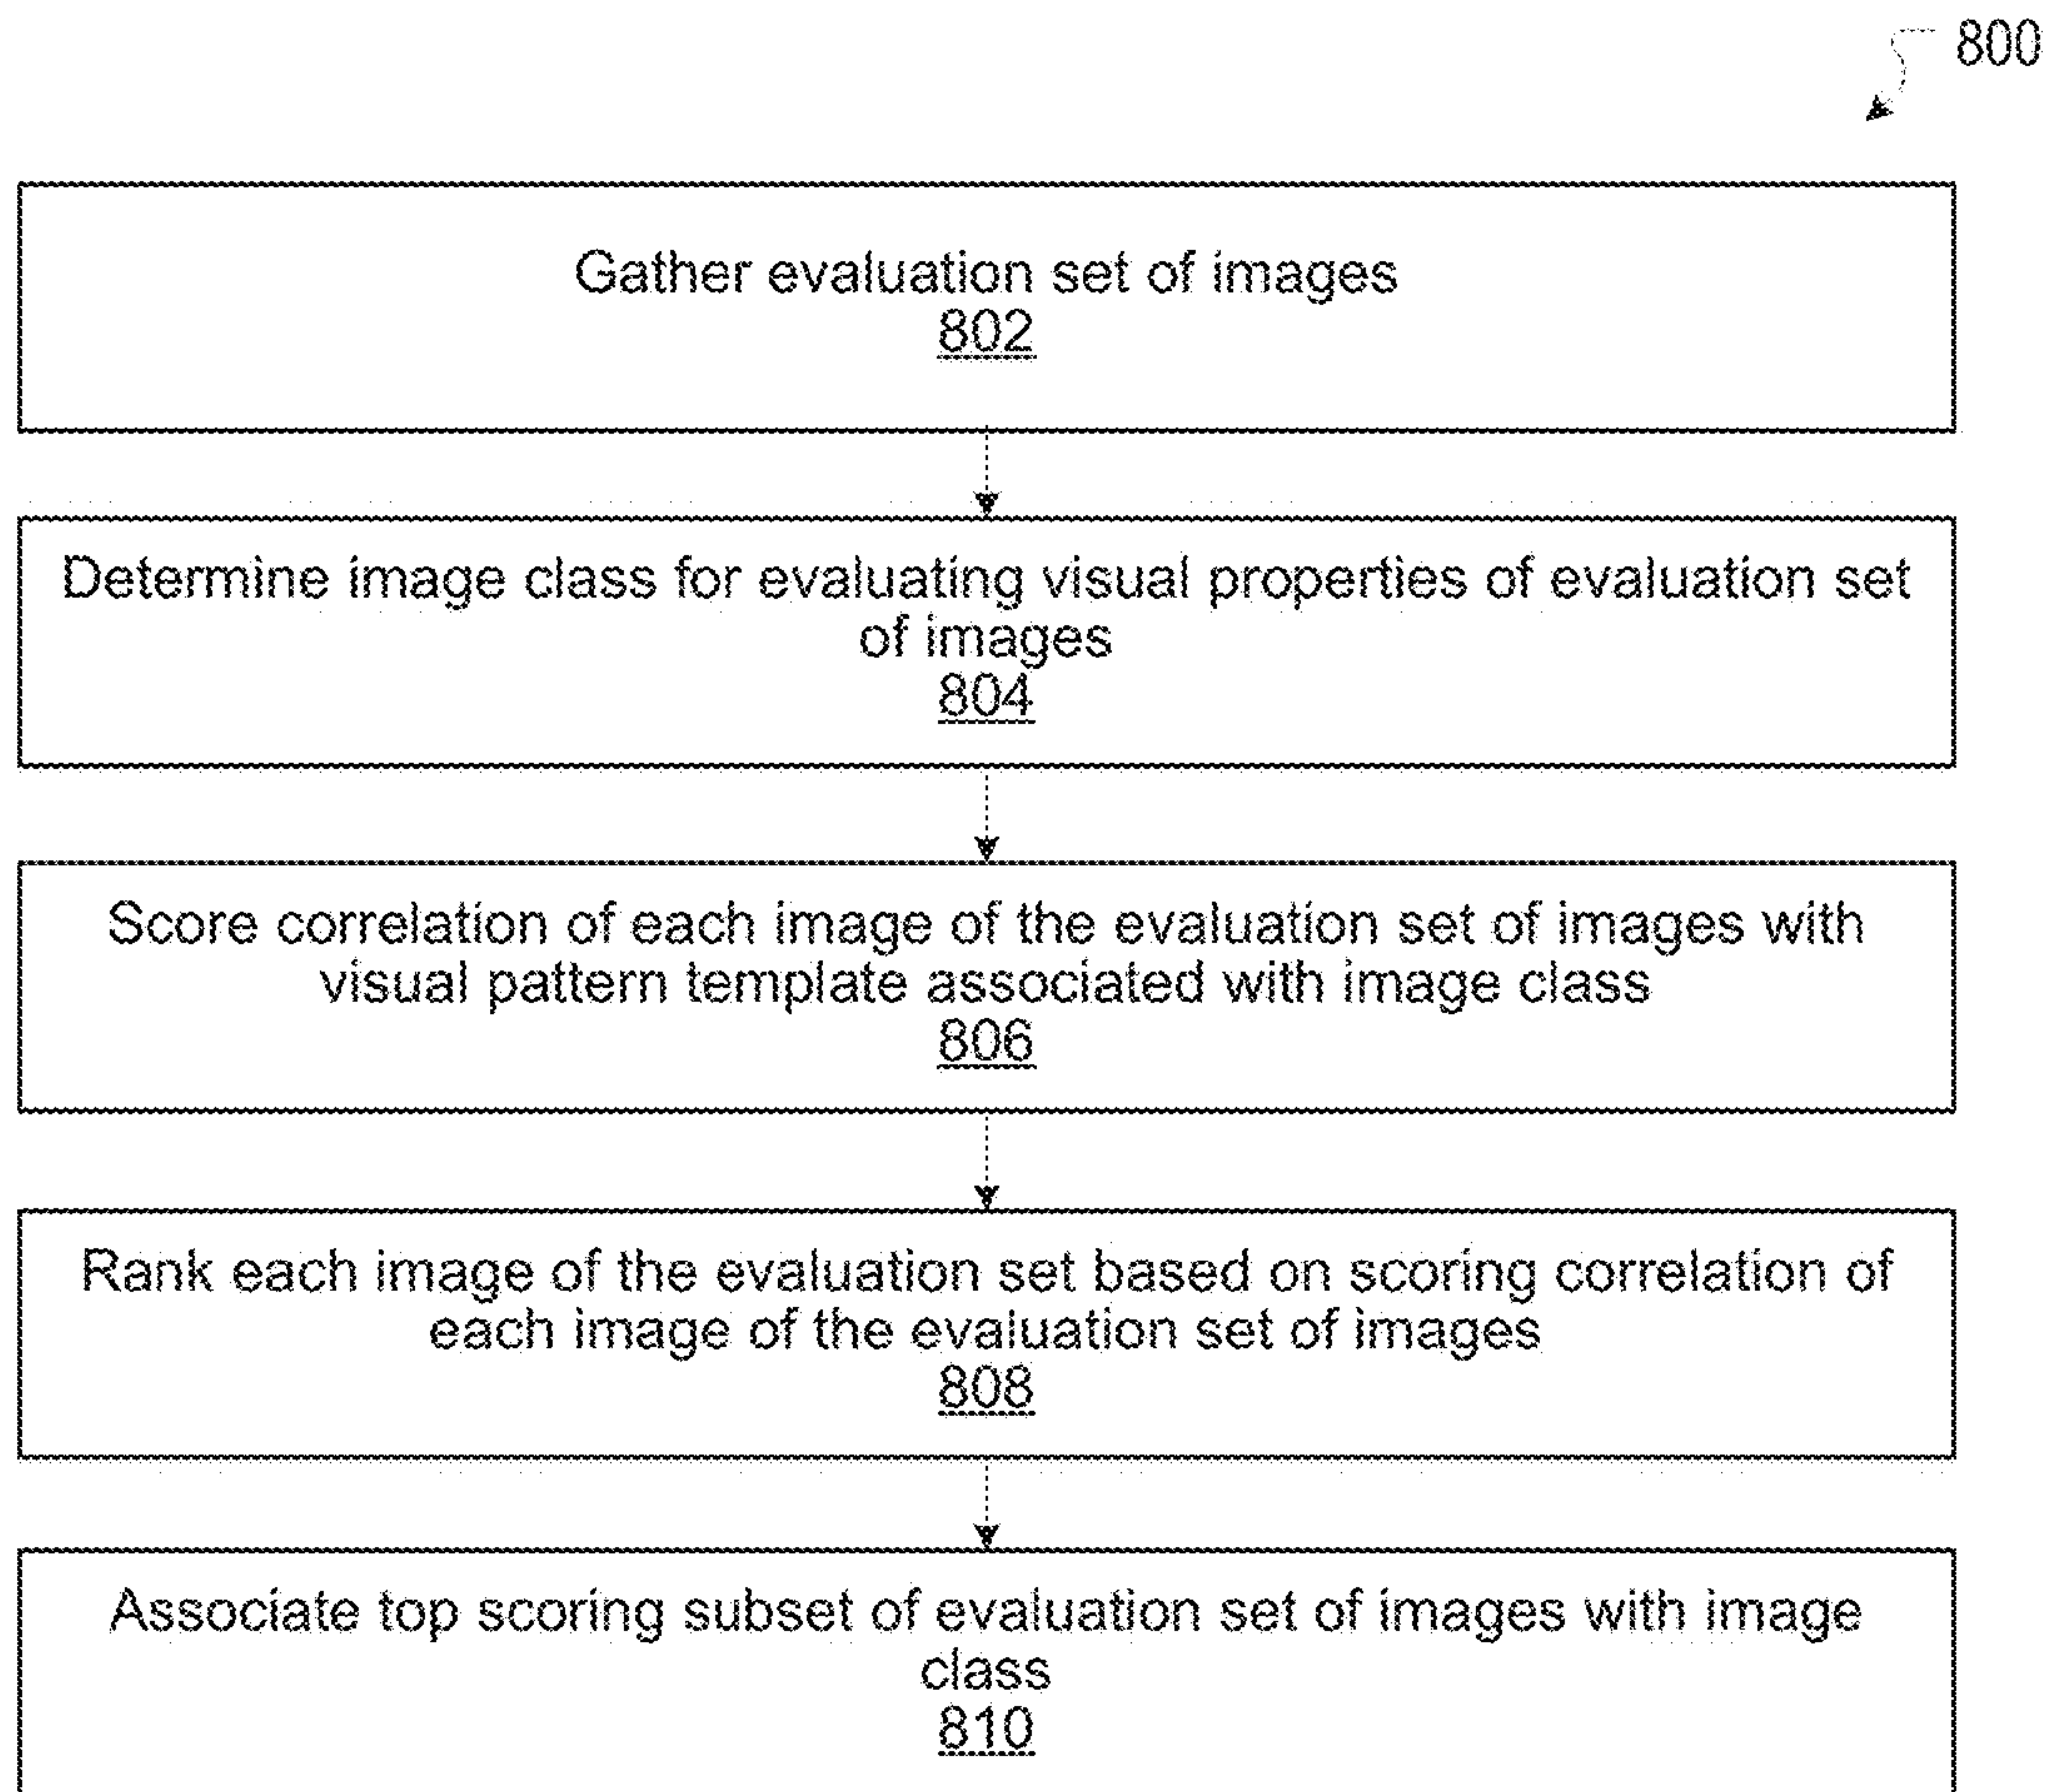 800
Gather evaluation set of images
802
Determine image class for evaluating visual properties of evaluation set
of images
804
Score correlation of each image of the evaluation set of images with
visual pattern template associated with image class
806
Rank each image of the evaluation set based on scoring correlation of
each image of the evaluation set of images
808
Associate top scoring subset of evaluation set of images with image
class
810